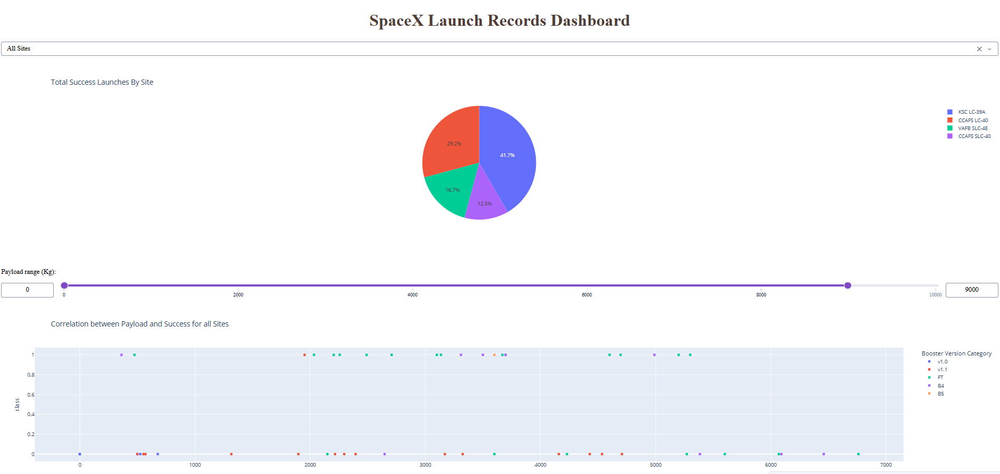 SpaceX Launch Records Dashboard
All Sites
Total Success Launches By Site
KSC LC-39A
CCAFS LC-40
VAFB SLC-4E
CCAFS SLC-40
29.2%
41.7%
16.7%
12.5%
Payload range (Kg):
0
0 2000 4000 6000 8000 10000
9000
Correlation between Payload and Success for all Sites
Booster Version Category
v1.0
v1.1
FT
B4
B5
class
1
0.8
0.6
0.4
0.2
0
0 1000 2000 3000 4000 5000 6000 7000